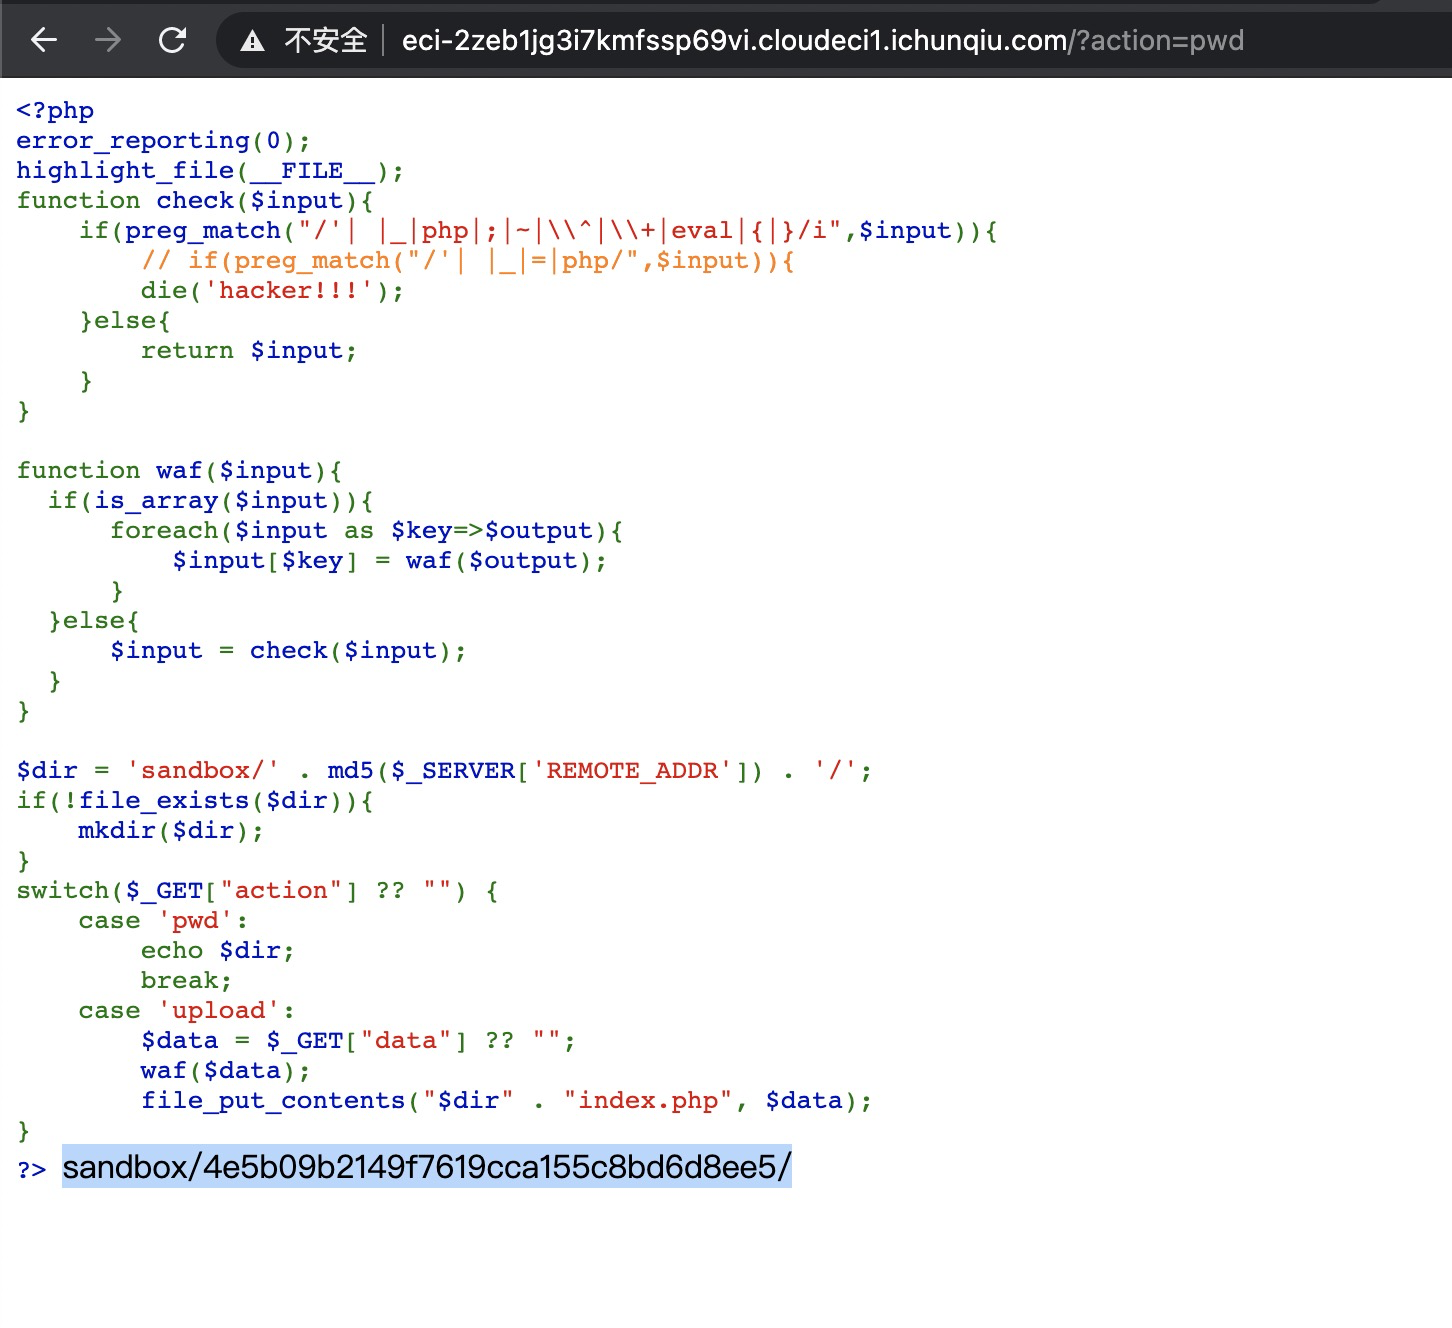 不安全 eci-2zeb1jg3i7kmfssp69vi.cloudeci1.ichunqiu.com/?action=pwd
<?php
error_reporting(0);
highlight_file(__FILE__);
function check($input){
    if(preg_match("/'| |_|php|;|~|\\^|\\+|eval|{|}/i",$input)){
        // if(preg_match("/'| |_|=|php/",$input)){
        die('hacker!!!');
    }else{
        return $input;
    }
}

function waf($input){
  if(is_array($input)){
      foreach($input as $key=>$output){
          $input[$key] = waf($output);
      }
  }else{
      $input = check($input);
  }
}

$dir = 'sandbox/' . md5($_SERVER['REMOTE_ADDR']) . '/';
if(!file_exists($dir)){
    mkdir($dir);
}
switch($_GET["action"] ?? "") {
    case 'pwd':
        echo $dir;
        break;
    case 'upload':
        $data = $_GET["data"] ?? "";
        waf($data);
        file_put_contents("$dir" . "index.php", $data);
}
?> sandbox/4e5b09b2149f7619cca155c8bd6d8ee5/